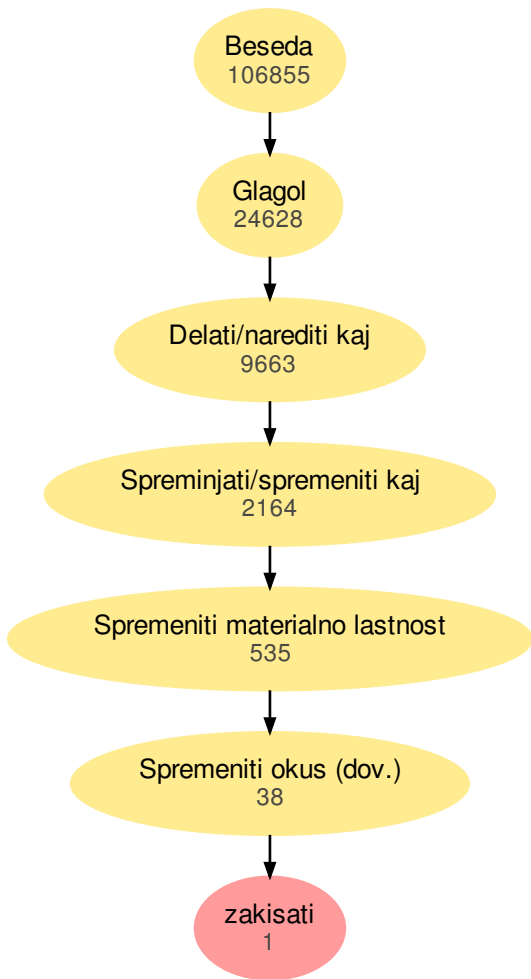 Beseda
106855
Glagol
24628
Delati/narediti kaj
9663
Spreminjati/spremeniti kaj
2164
Spremeniti materialno lastnost
535
Spremeniti okus (dov.)
38
zakisati
1